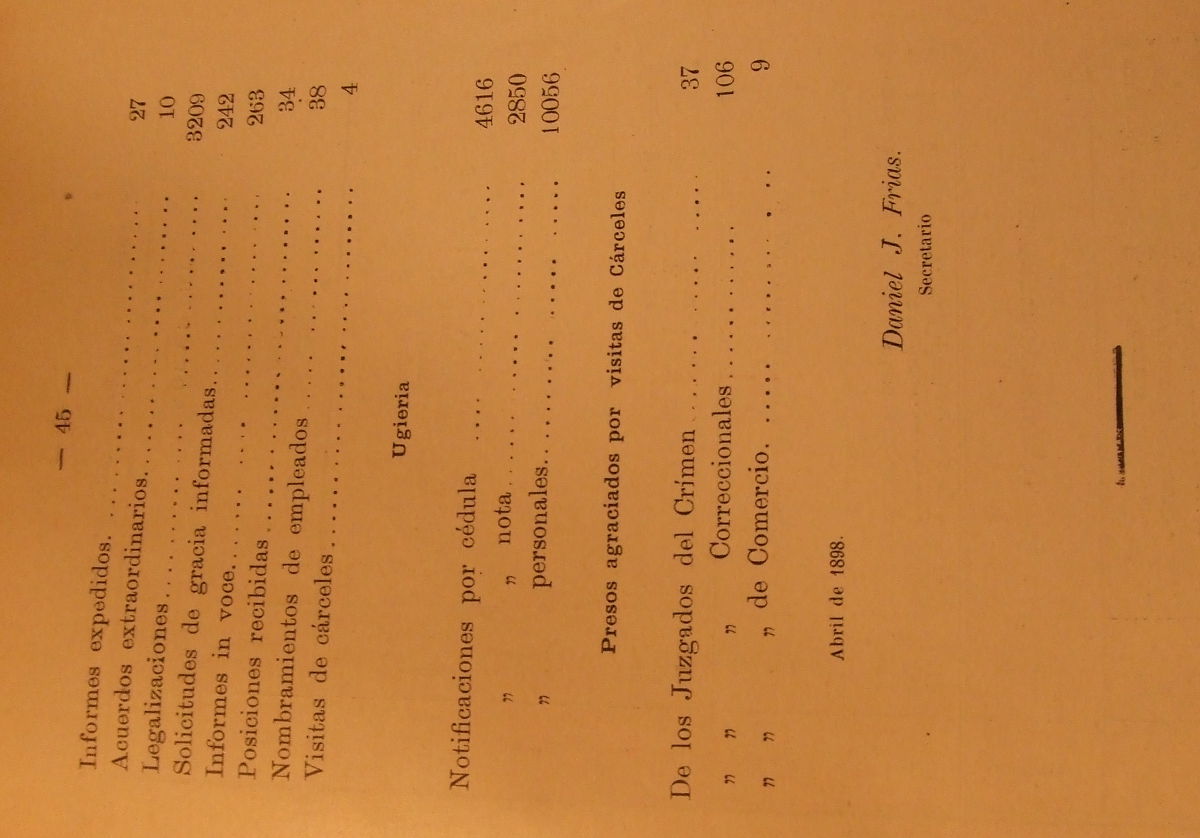 — 45 —
Informes expedidos. 27
Acuerdos extraordinarios 10
Legalizaciones 3209
Solicitudes de gracia informadas 242
Informes in voce 263
Posiciones recibidas 34
Nombramientos de empleados 38
Visitas de cárceles 4
Ugieria
Notificaciones por cédula 4616
„ „ nota 2850
„ personales 10056
Presos agraciados por visitas de Cárceles
De los Juzgados del Crímen 37
„ „ „ Correccionales 106
„ „ „ de Comercio. 9
Abril de 1898.
Daniel J. Frias.
Secretario